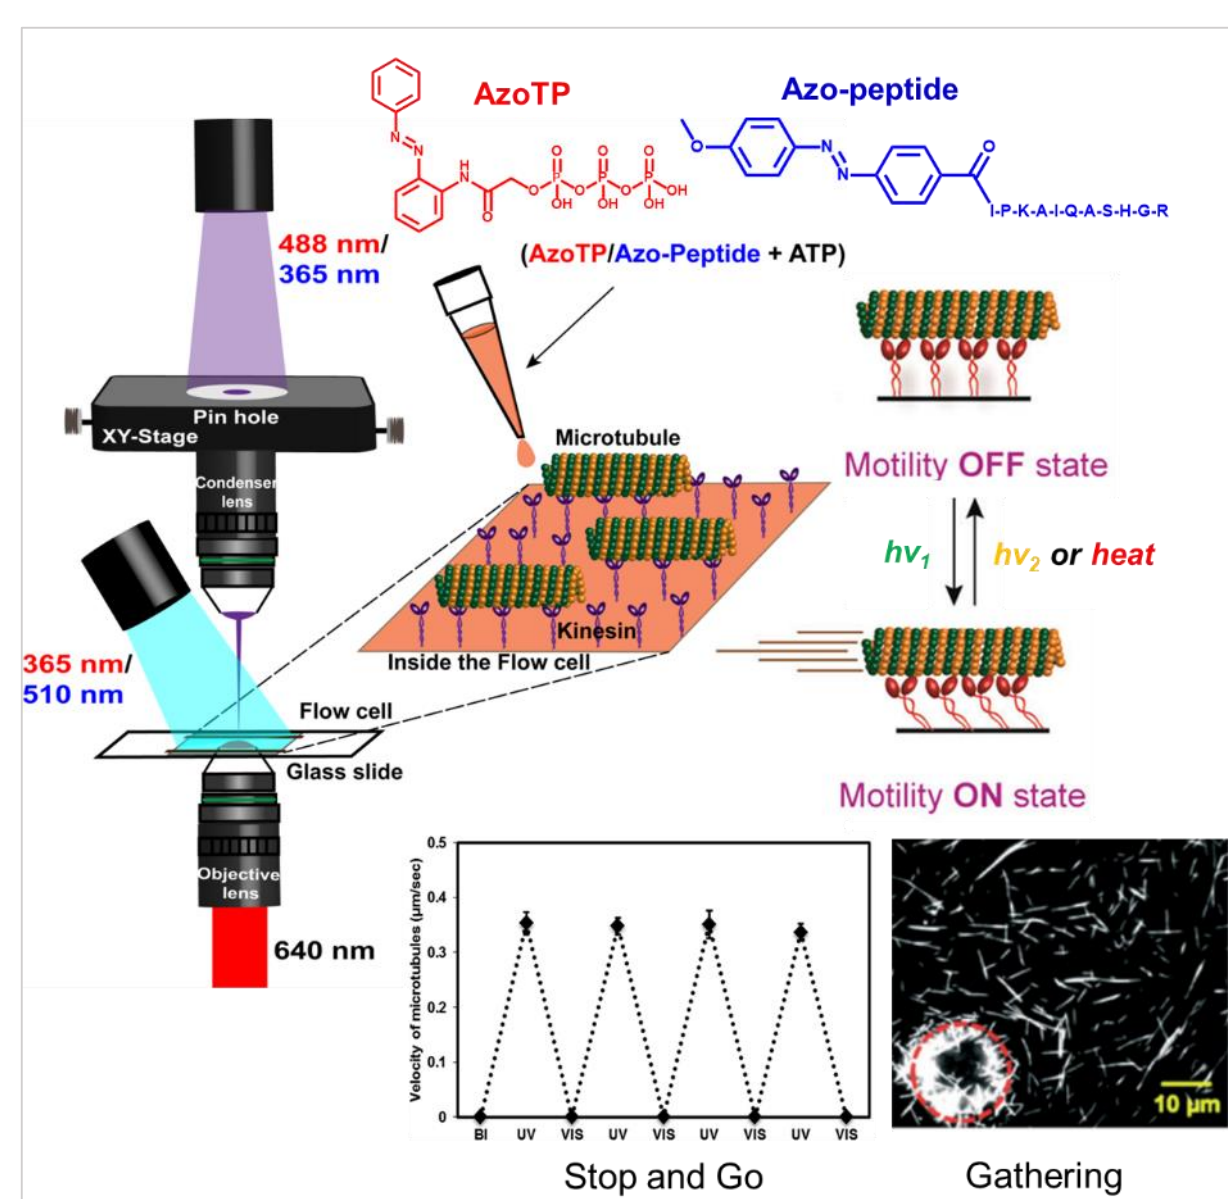 AzoTP
Azo-peptide
N
N
H
N
O
O
O
O
O
P
O
P
O
P
OH
OH
OH
OH
O
N
N
O
I-P-K-A-I-Q-A-S-H-G-R
488 nm/
365 nm
(AzoTP/Azo-Peptide + ATP)
Pin hole
XY-Stage
Condenser
lens
Microtubule
Kinesin
Inside the Flow cell
Motility OFF state
hv1
hv2 or heat
Motility ON state
365 nm/
510 nm
Flow cell
Glass slide
Objective
lens
640 nm
Velocity of microtubules (μm/sec)
0.5
0.4
0.3
0.2
0.1
0
BI UV VIS UV VIS UV VIS UV VIS
10 μm
Stop and Go
Gathering